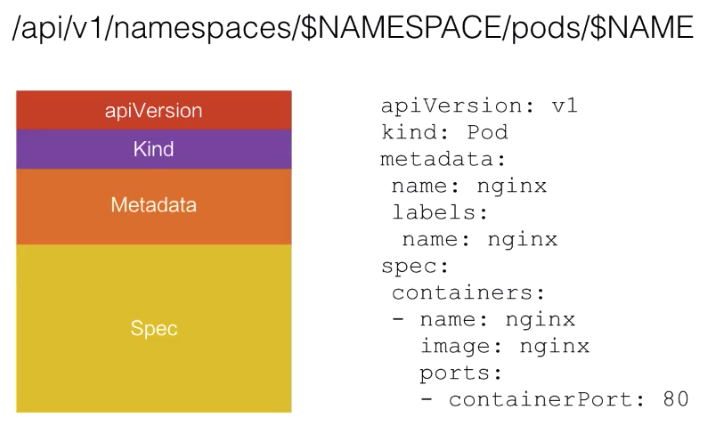 /api/v1/namespaces/$NAMESPACE/pods/$NAME
apiVersion
Kind
Metadata
Spec
apiVersion: v1
kind: Pod
metadata:
 name: nginx
 labels:
  name: nginx
spec:
 containers:
 - name: nginx
   image: nginx
   ports:
   - containerPort: 80